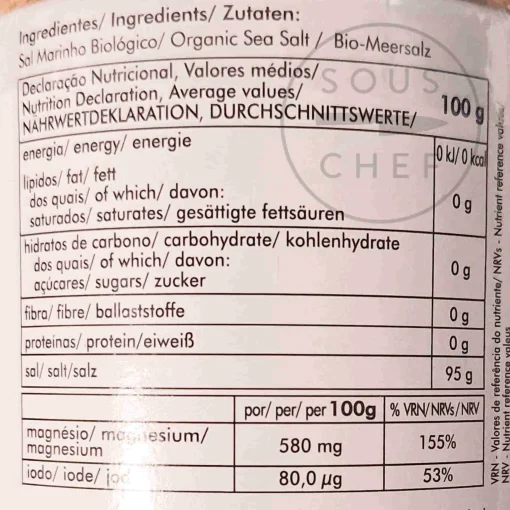 Ingredientes/ Ingredients/ Zutaten:
Sal Marinho Biológico/ Organic Sea Salt / Bio-Meersalz
Declaração Nutricional, Valores médios/
Nutrition Declaration, Average values/
NÄHRWERTDEKLARATION, DURCHSCHNITTSWERTE/
100 g
energia/ energy/ energie
0 kJ/ 0 kcal
lípidos/ fat/ fett
dos quais/ of which/ davon:
saturados/ saturates/ gesättigte fettsäuren
0 g
hidratos de carbono/ carbohydrate/ kohlenhydrate
dos quais/ of which/ davon:
açúcares/ sugars/ zucker
0 g
fibra/ fibre/ ballaststoffe
0 g
proteínas/ protein/eiweiß
0 g
sal/ salt/salz
95 g
por/ per/ per 100g
% VRN/NRVs/NRV
magnésio/ magnesium/
magnesium
580 mg
155%
iodo/ iode/ jod
80,0 µg
53%
VRN - Valores de referência do nutriente/ NRVs - Nutrient reference values/
NRV - Nutrient reference valeus
SOUS
CHEF